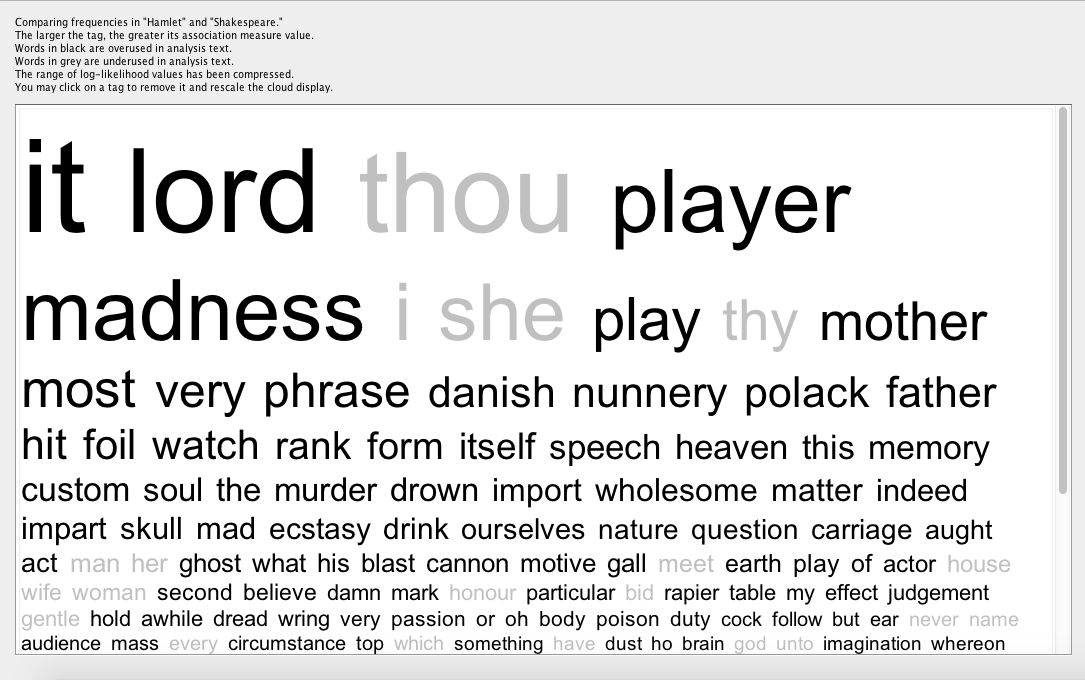 Comparing frequencies in "Hamlet" and "Shakespeare."
The larger the tag, the greater its association measure value.
Words in black are overused in analysis text.
Words in grey are underused in analysis text.
The range of log-likelihood values has been compressed.
You may click on a tag to remove it and rescale the cloud display.
it lord thou player
madness i she play thy mother
most very phrase danish nunnery polack father
hit foil watch rank form itself speech heaven this memory
custom soul the murder drown import wholesome matter indeed
impart skull mad ecstasy drink ourselves nature question carriage aught
act man her ghost what his blast cannon motive gall meet earth play of actor house
wife woman second believe damn mark honour particular bid rapier table my effect judgement
gentle hold awhile dread wring very passion or oh body poison duty cock follow but ear never name
audience mass every circumstance top which something have dust ho brain god unto imagination whereon